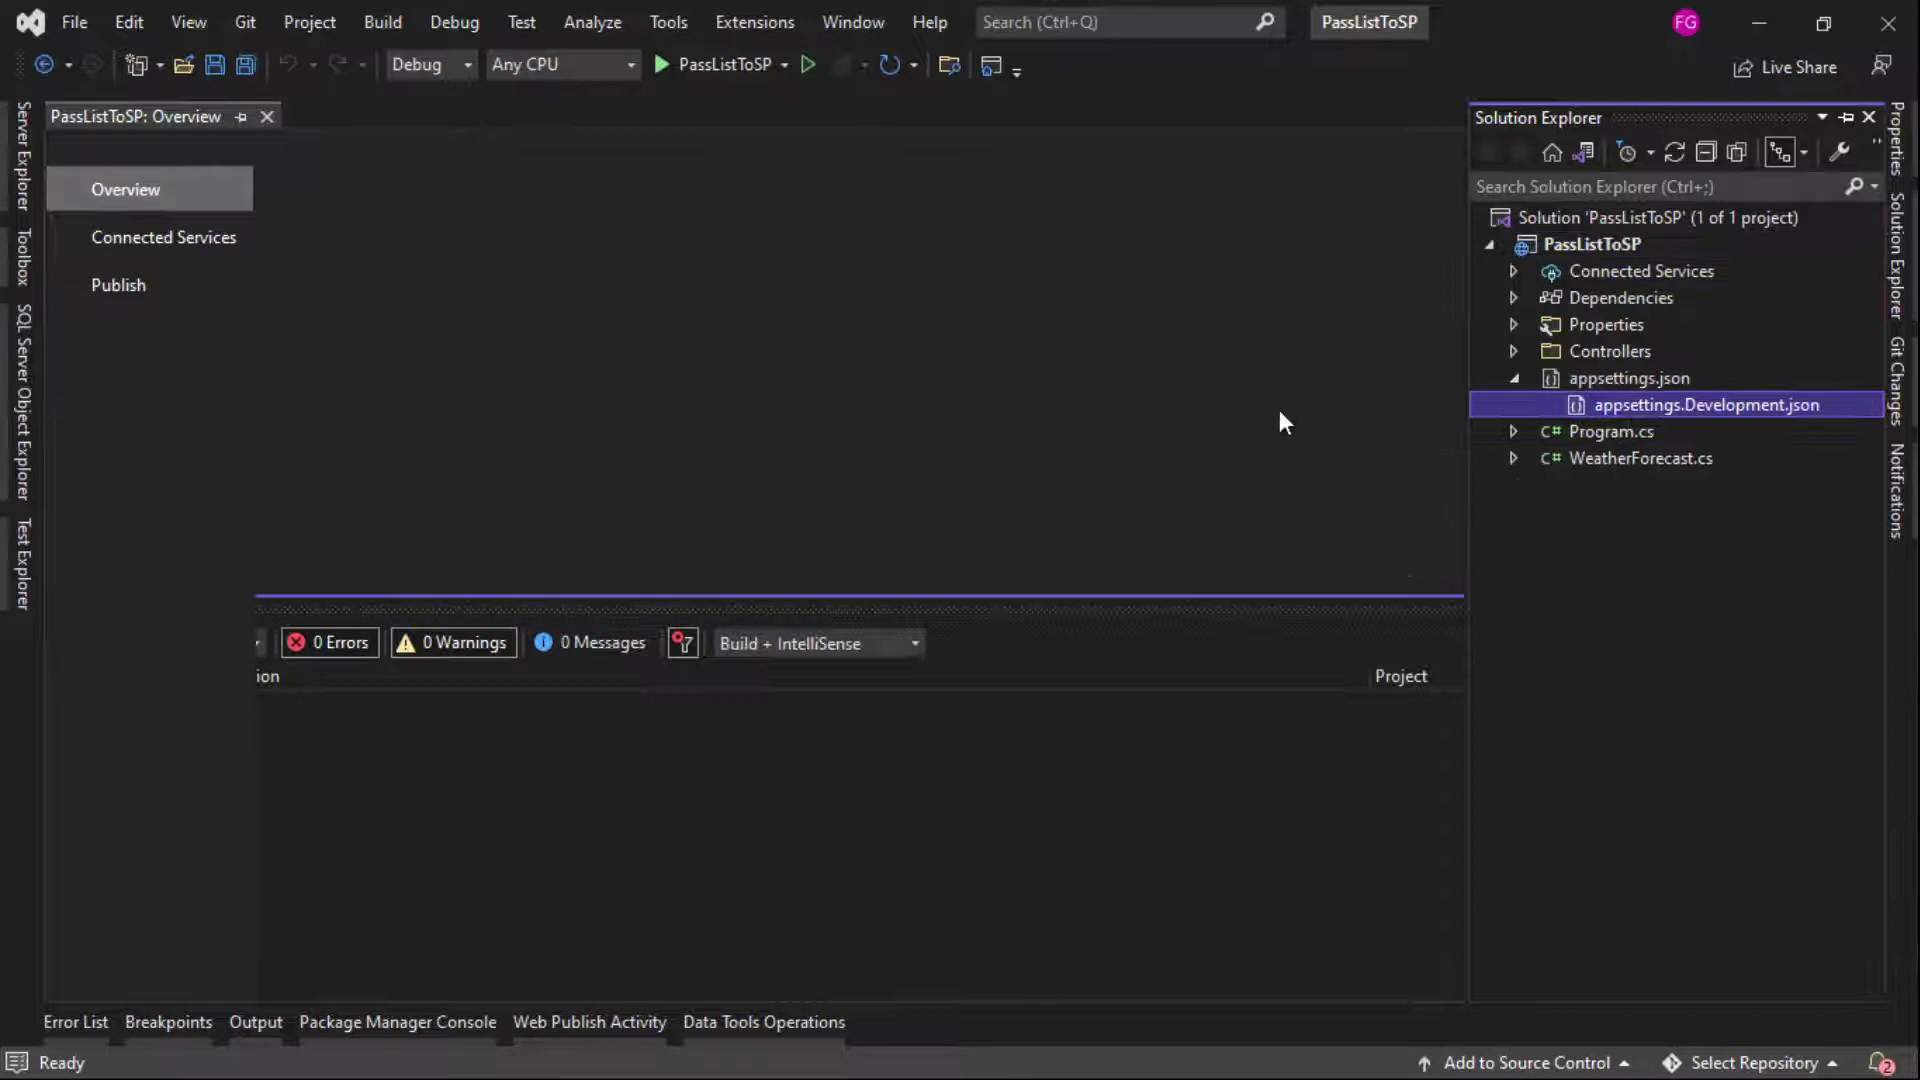 File Edit View Git Project Build Debug Test Analyze Tools Extensions Window Help Search (Ctrl+Q) PassListToSP FG
Debug Any CPU PassListToSP Live Share
PassListToSP: Overview
Overview
Connected Services
Publish
Server Explorer
Toolbox
SQL Server Object Explorer
Test Explorer
0 Errors 0 Warnings 0 Messages Build + IntelliSense
ion Project
Solution Explorer
Search Solution Explorer (Ctrl+;)
Solution 'PassListToSP' (1 of 1 project)
PassListToSP
Connected Services
Dependencies
Properties
Controllers
appsettings.json
appsettings.Development.json
C# Program.cs
C# WeatherForecast.cs
Properties
Solution Explorer
Git Changes
Notifications
Error List Breakpoints Output Package Manager Console Web Publish Activity Data Tools Operations
Ready Add to Source Control Select Repository 2